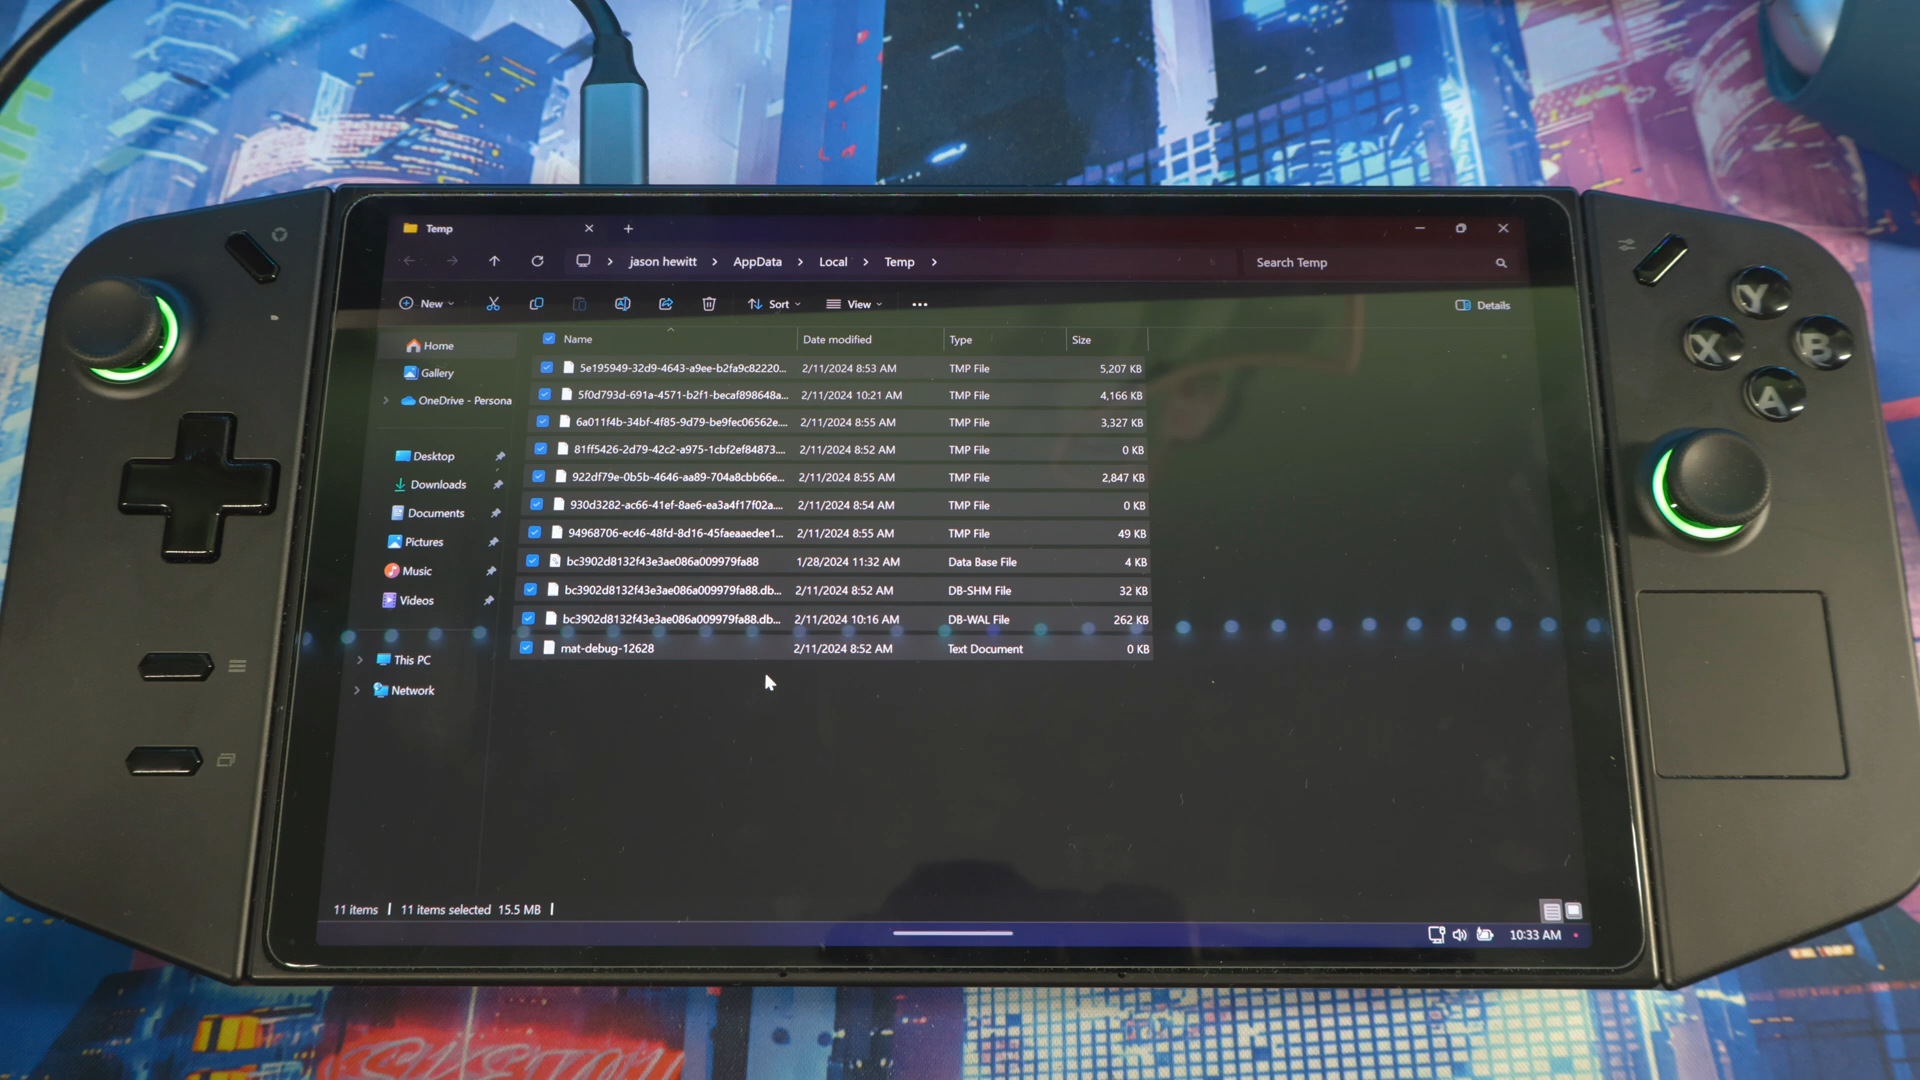 Temp
jason hewitt > AppData > Local > Temp >
Search Temp
New
Sort
View
Details
Name Date modified Type Size
Home
Gallery
OneDrive - Persona
Desktop
Downloads
Documents
Pictures
Music
Videos
This PC
Network
5e195949-32d9-4643-a9ee-b2fa9c82220... 2/11/2024 8:53 AM TMP File 5,207 KB
5f0d793d-691a-4571-b2f1-becaf898648a... 2/11/2024 10:21 AM TMP File 4,166 KB
6a011f4b-34bf-4f85-9d79-be9fec06562e.... 2/11/2024 8:55 AM TMP File 3,327 KB
81ff5426-2d79-42c2-a975-1cbf2ef84873.... 2/11/2024 8:52 AM TMP File 0 KB
922df79e-0b5b-4646-aa89-704a8cbb66e... 2/11/2024 8:55 AM TMP File 2,847 KB
930d3282-ac66-41ef-8ae6-ea3a4f17f02a.... 2/11/2024 8:54 AM TMP File 0 KB
94968706-ec46-48fd-8d16-45faeaaedee1... 2/11/2024 8:55 AM TMP File 49 KB
bc3902d8132f43e3ae086a009979fa88 1/28/2024 11:32 AM Data Base File 4 KB
bc3902d8132f43e3ae086a009979fa88.db... 2/11/2024 8:52 AM DB-SHM File 32 KB
bc3902d8132f43e3ae086a009979fa88.db... 2/11/2024 10:16 AM DB-WAL File 262 KB
mat-debug-12628 2/11/2024 8:52 AM Text Document 0 KB
11 items | 11 items selected 15.5 MB |
10:33 AM
Y
X
B
A